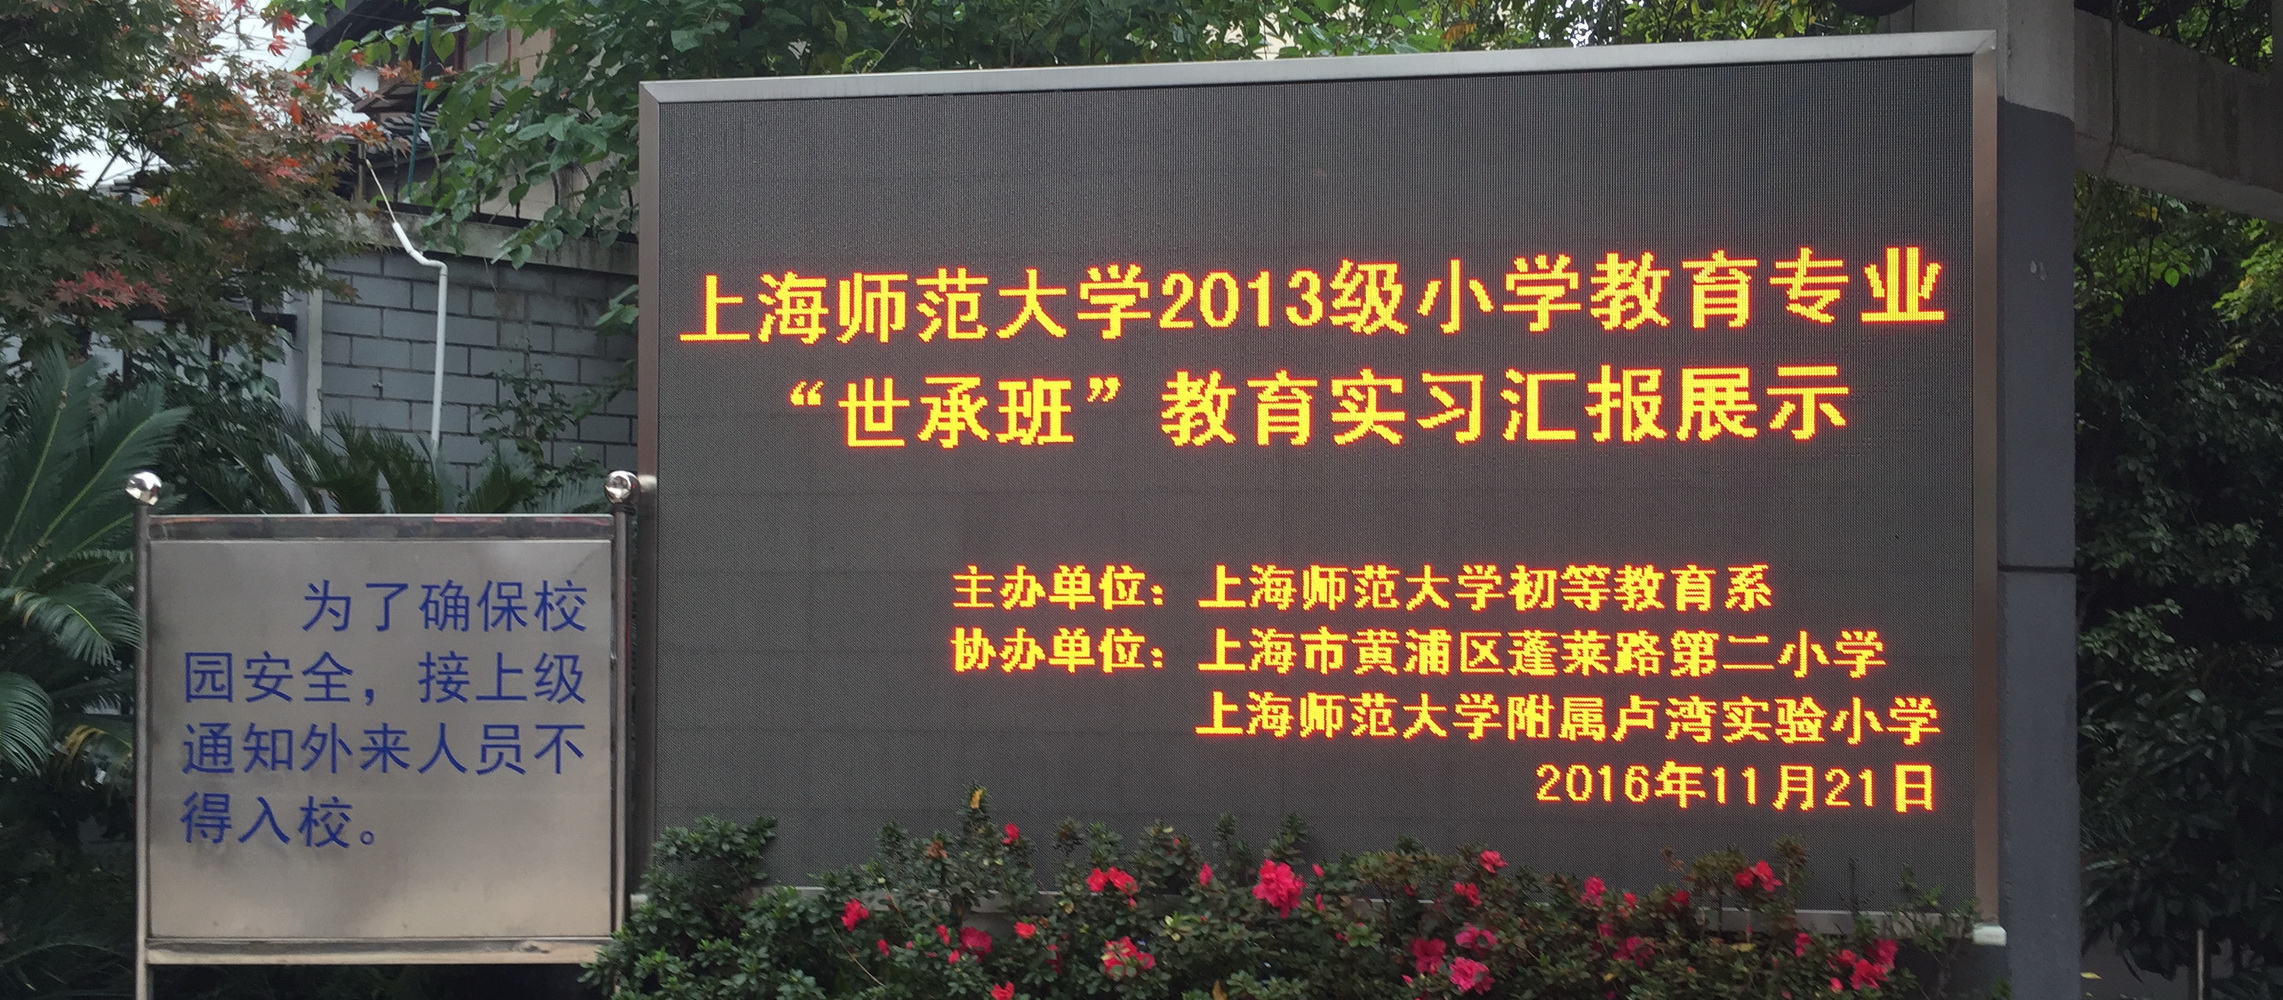 上海师范大学2013级小学教育专业
“世承班”教育实习汇报展示
主办单位：上海师范大学初等教育系
协办单位：上海市黄浦区蓬莱路第二小学
上海师范大学附属卢湾实验小学
2016年11月21日
为了确保校
园安全，接上级
通知外来人员不
得入校。